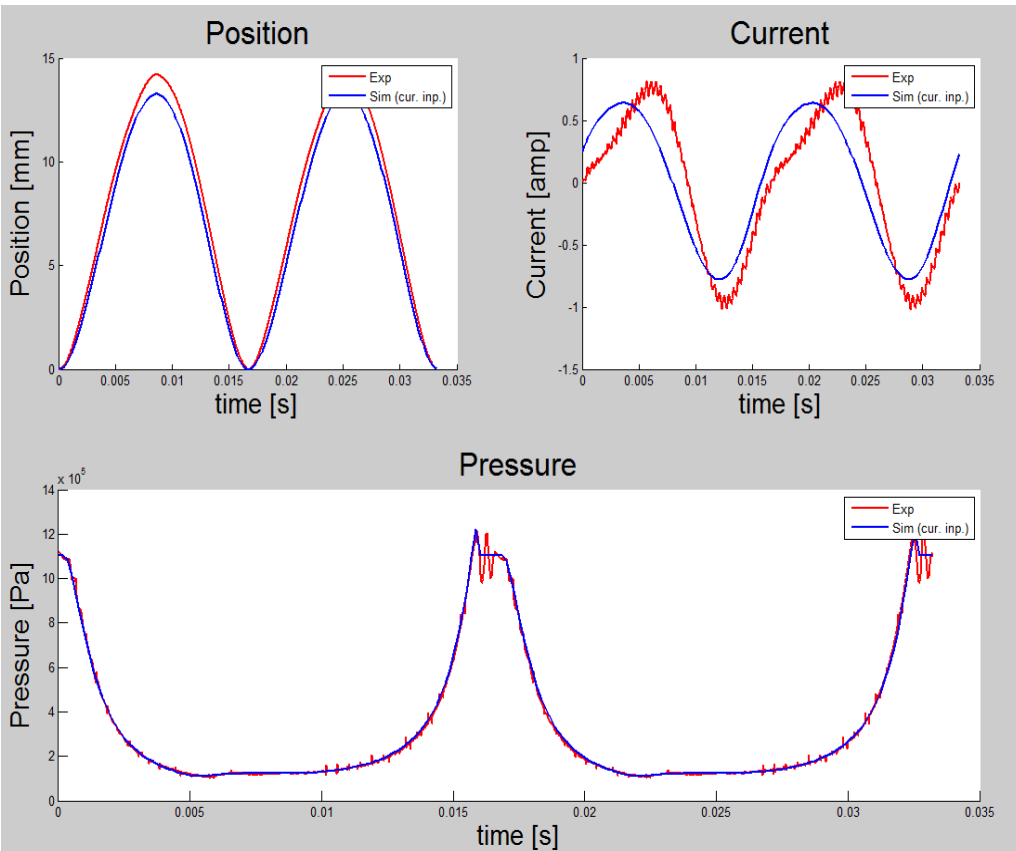 Position
Current
15
10
5
0
Position [mm]
Exp
Sim (cur. inp.)
0 0.005 0.01 0.015 0.02 0.025 0.03 0.035
time [s]
1
0.5
0
-0.5
-1
-1.5
Current [amp]
Exp
Sim (cur. inp.)
0 0.005 0.01 0.015 0.02 0.025 0.03 0.035
time [s]
Pressure
x 10^5
14
12
10
8
6
4
2
0
Pressure [Pa]
Exp
Sim (cur. inp.)
0 0.005 0.01 0.015 0.02 0.025 0.03 0.035
time [s]